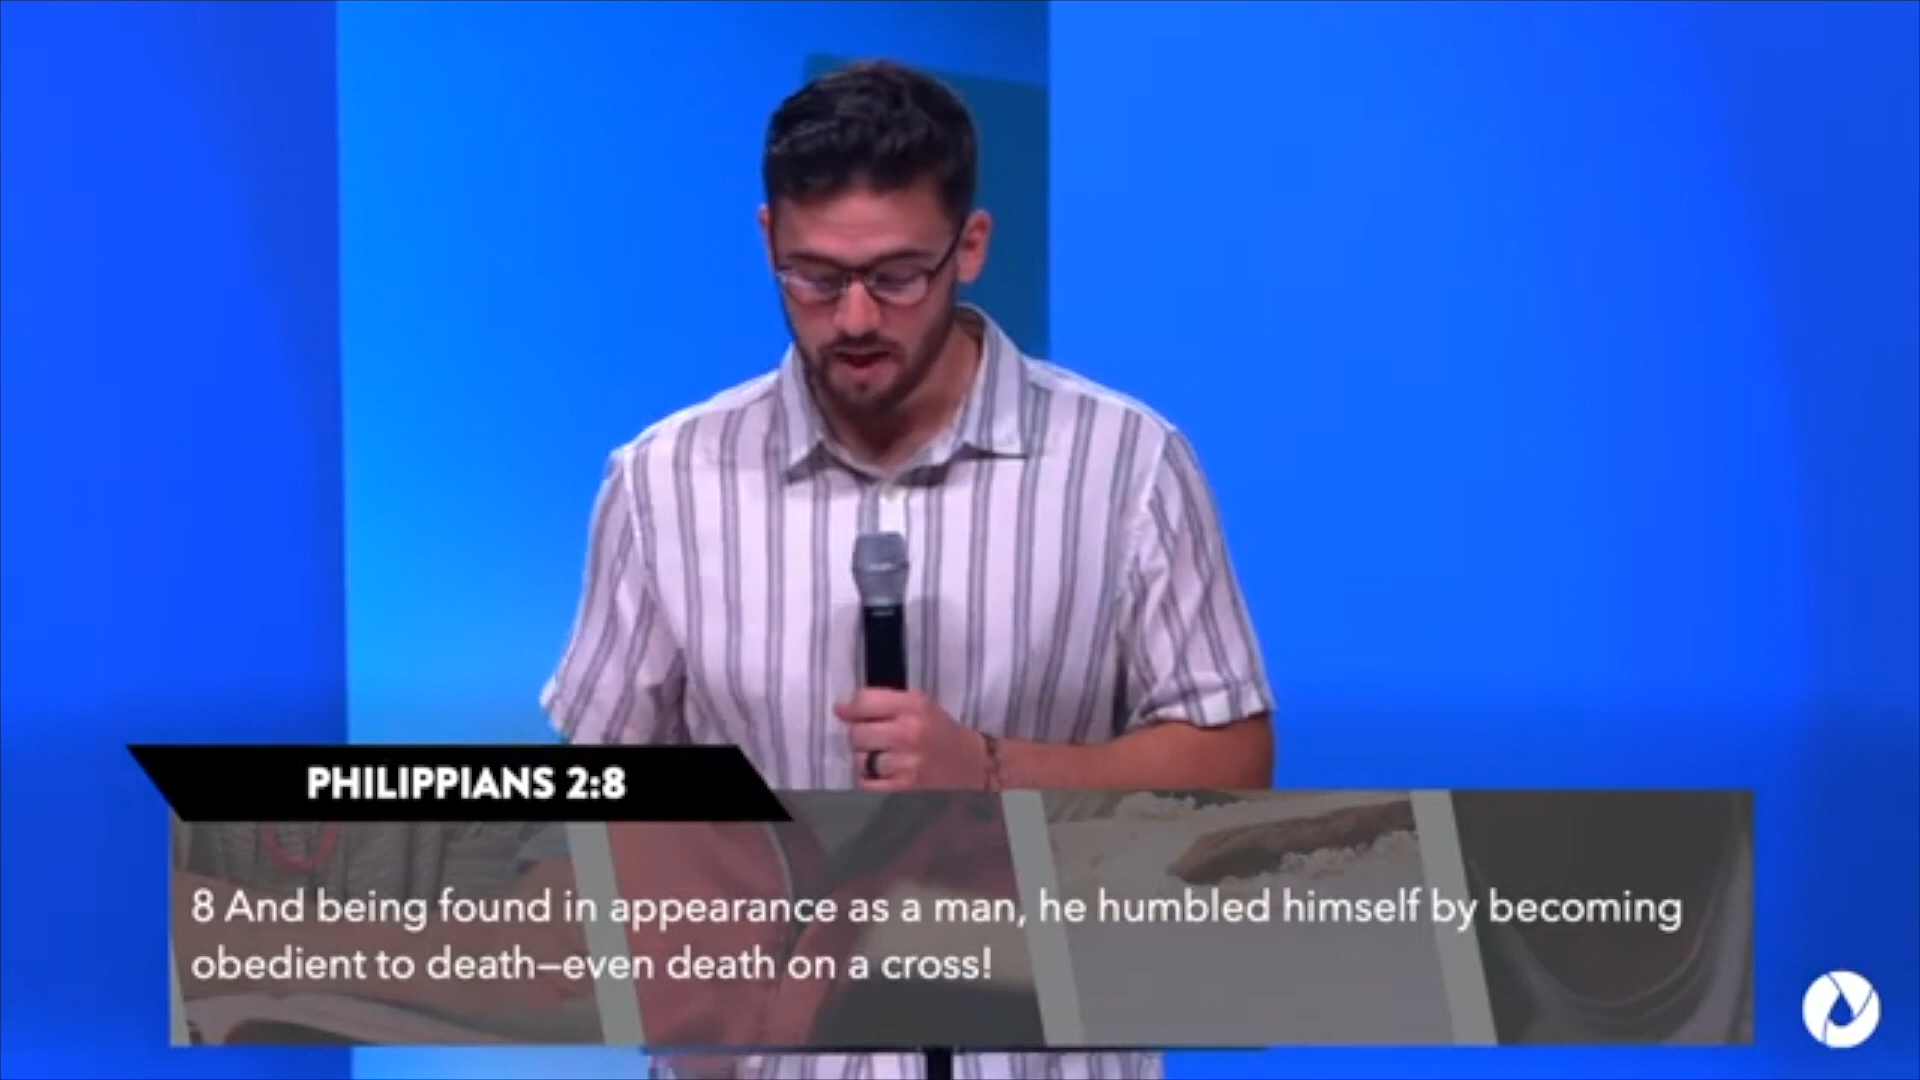 PHILIPPIANS 2:8
8 And being found in appearance as a man, he humbled himself by becoming
obedient to death—even death on a cross!